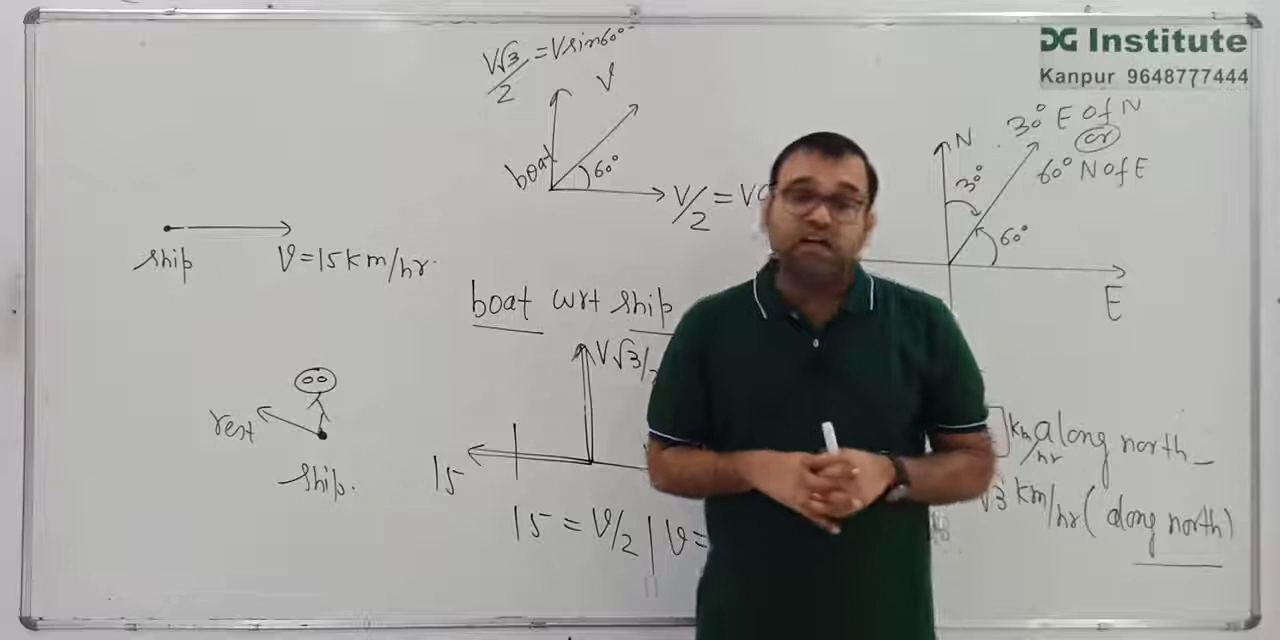 DG Institute
Kanpur 9648777444
V√3/2 = V sin60°
V
boat
60°
V/2 = V
N
30° E of N
or
60° N of E
30°
60°
E
ship
V = 15 km/hr.
boat wrt ship
V√3/2
rest
ship.
15
15 = V/2 | V =
km/hr along north
√3 km/hr (along north)